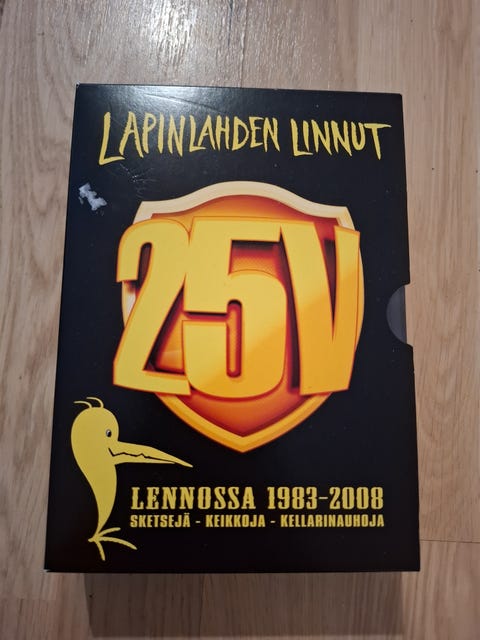 LAPINLAHDEN LINNUT
25V
LENNOSSA 1983-2008
SKETSEJÄ - KEIKKOJA - KELLARINAUHOJA